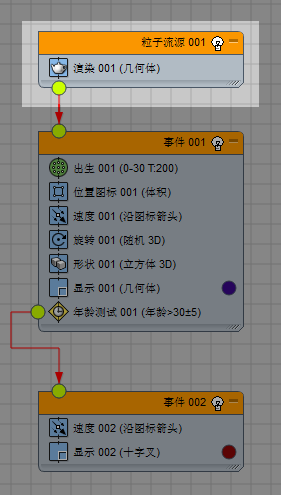 粒子流源 001
渲染 001 (几何体)
事件 001
出生 001 (0-30 T:200)
位置图标 001 (体积)
速度 001 (沿图标箭头)
旋转 001 (随机 3D)
形状 001 (立方体 3D)
显示 001 (几何体)
年龄测试 001 (年龄>30±5)
事件 002
速度 002 (沿图标箭头)
显示 002 (十字叉)